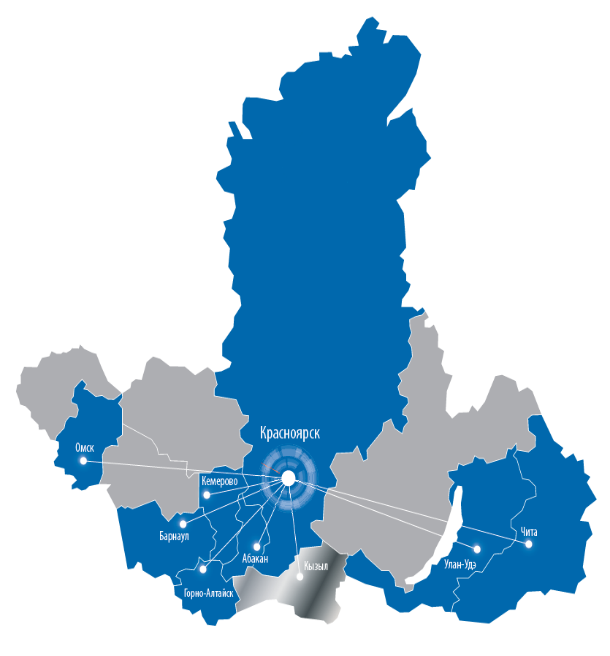 Красноярск
Омск
Кемерово
Барнаул
Чита
Абакан
Улан-Удэ
Кызыл
Горно-Алтайск